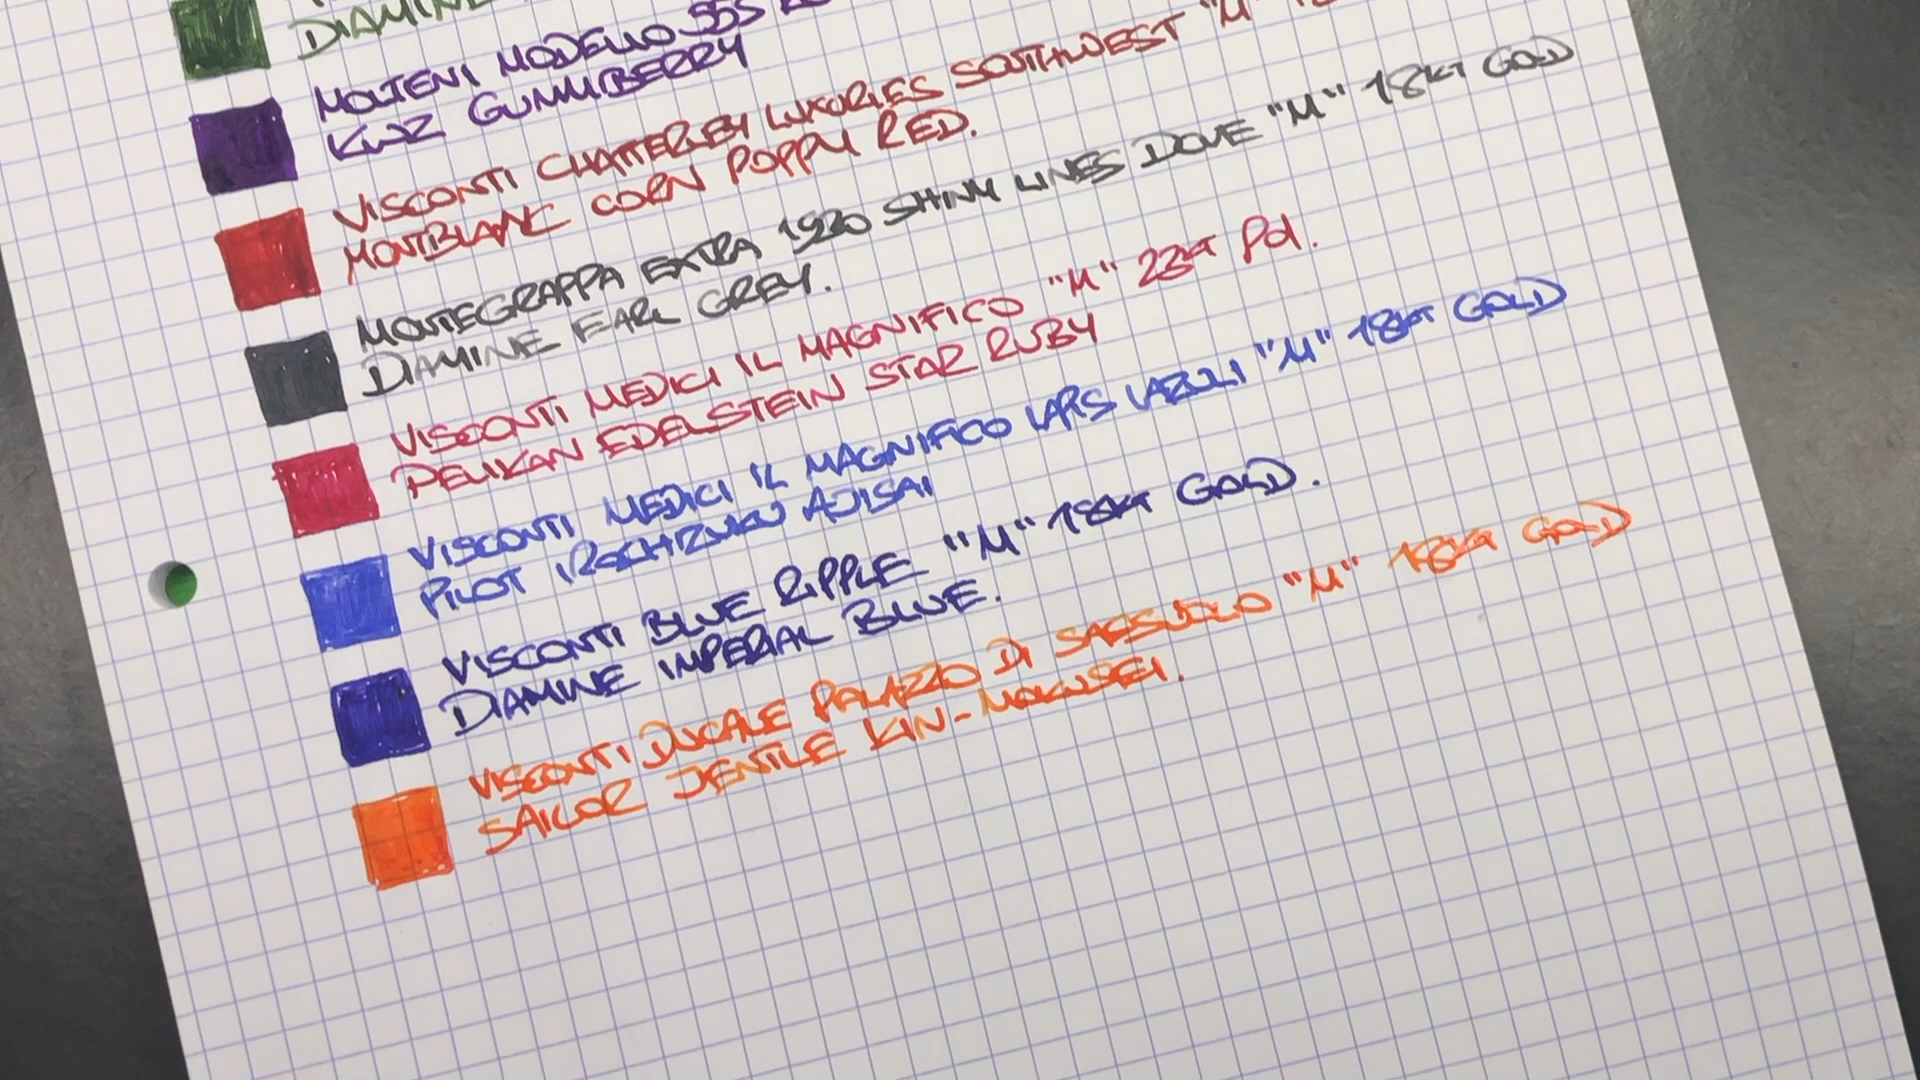 DIAMINE
MOLTENI MODELLO 55S
KWZ GUMMIBERRY
VISCONTI CHATTERLEY LUXURIES SOUTHWEST "M"
MONTBLANC CORN POPPY RED.
MONTEGRAPPA EXTRA 1930 SHINY LINES DOVE "M" 18KT GOLD
DIAMINE EARL GREY.
VISCONTI MEDICI IL MAGNIFICO "M" 23KT Pd.
PELIKAN EDELSTEIN STAR RUBY
VISCONTI MEDICI IL MAGNIFICO LAPIS LAZULI "M" 18KT GOLD
PILOT IROSHIZUKU AJISAI
VISCONTI BLUE RIPPLE "M" 18KT GOLD.
DIAMINE IMPERIAL BLUE.
VISCONTI DUCALE PALAZZO DI SASSUOLO "M" 18KT GOLD
SAILOR JENTLE KIN-MOKUSEI.